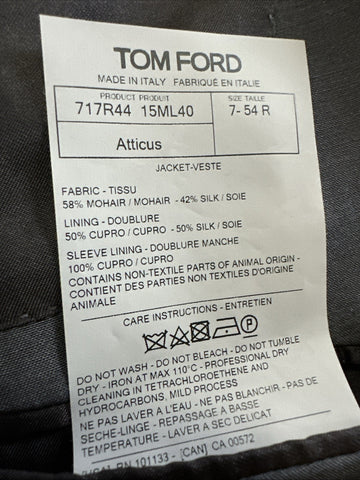 TOM FORD
MADE IN ITALY FABRIQUÉ EN ITALIE
PRODUCT PRODUIT SIZE TAILLE
717R44 15ML40 7- 54 R
Atticus
JACKET-VESTE
FABRIC - TISSU
58% MOHAIR / MOHAIR - 42% SILK / SOIE
LINING - DOUBLURE
50% CUPRO / CUPRO - 50% SILK / SOIE
SLEEVE LINING - DOUBLURE MANCHE
100% CUPRO / CUPRO
CONTAINS NON-TEXTILE PARTS OF ANIMAL ORIGIN -
CONTIENT DES PARTIES NON TEXTILES D'ORIGINE
ANIMALE
CARE INSTRUCTIONS - ENTRETIEN
P
DO NOT WASH - DO NOT BLEACH - DO NOT TUMBLE
DRY - IRON AT MAX 110°C - PROFESSIONAL DRY
CLEANING IN TETRACHLOROETHENE AND
HYDROCARBONS, MILD PROCESS
NE PAS LAVER A L'EAU - NE PAS BLANCHIR - PAS DE
SECHE-LINGE - REPASSAGE A BASSE
TEMPERATURE - LAVER A SEC DELICAT
RN 101133 - [CAN] CA 00572